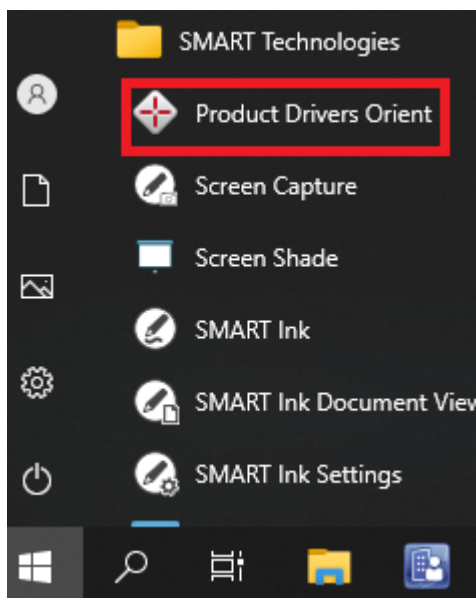 SMART Technologies
Product Drivers Orient
Screen Capture
Screen Shade
SMART Ink
SMART Ink Document View
SMART Ink Settings